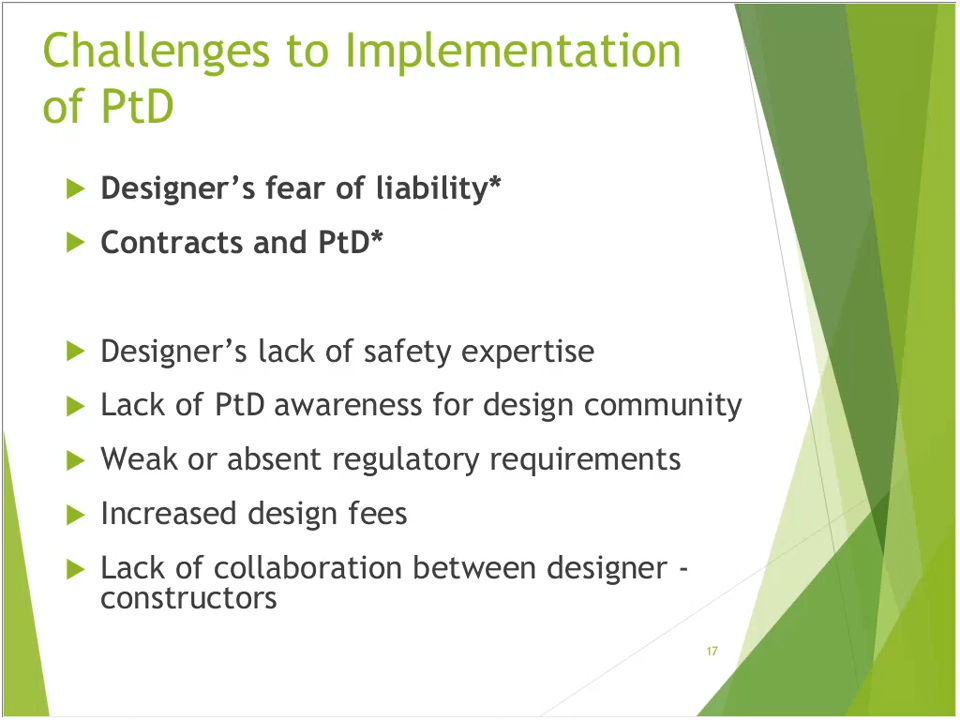 Challenges to Implementation
of PtD
Designer’s fear of liability*
Contracts and PtD*
Designer’s lack of safety expertise
Lack of PtD awareness for design community
Weak or absent regulatory requirements
Increased design fees
Lack of collaboration between designer -
constructors
17